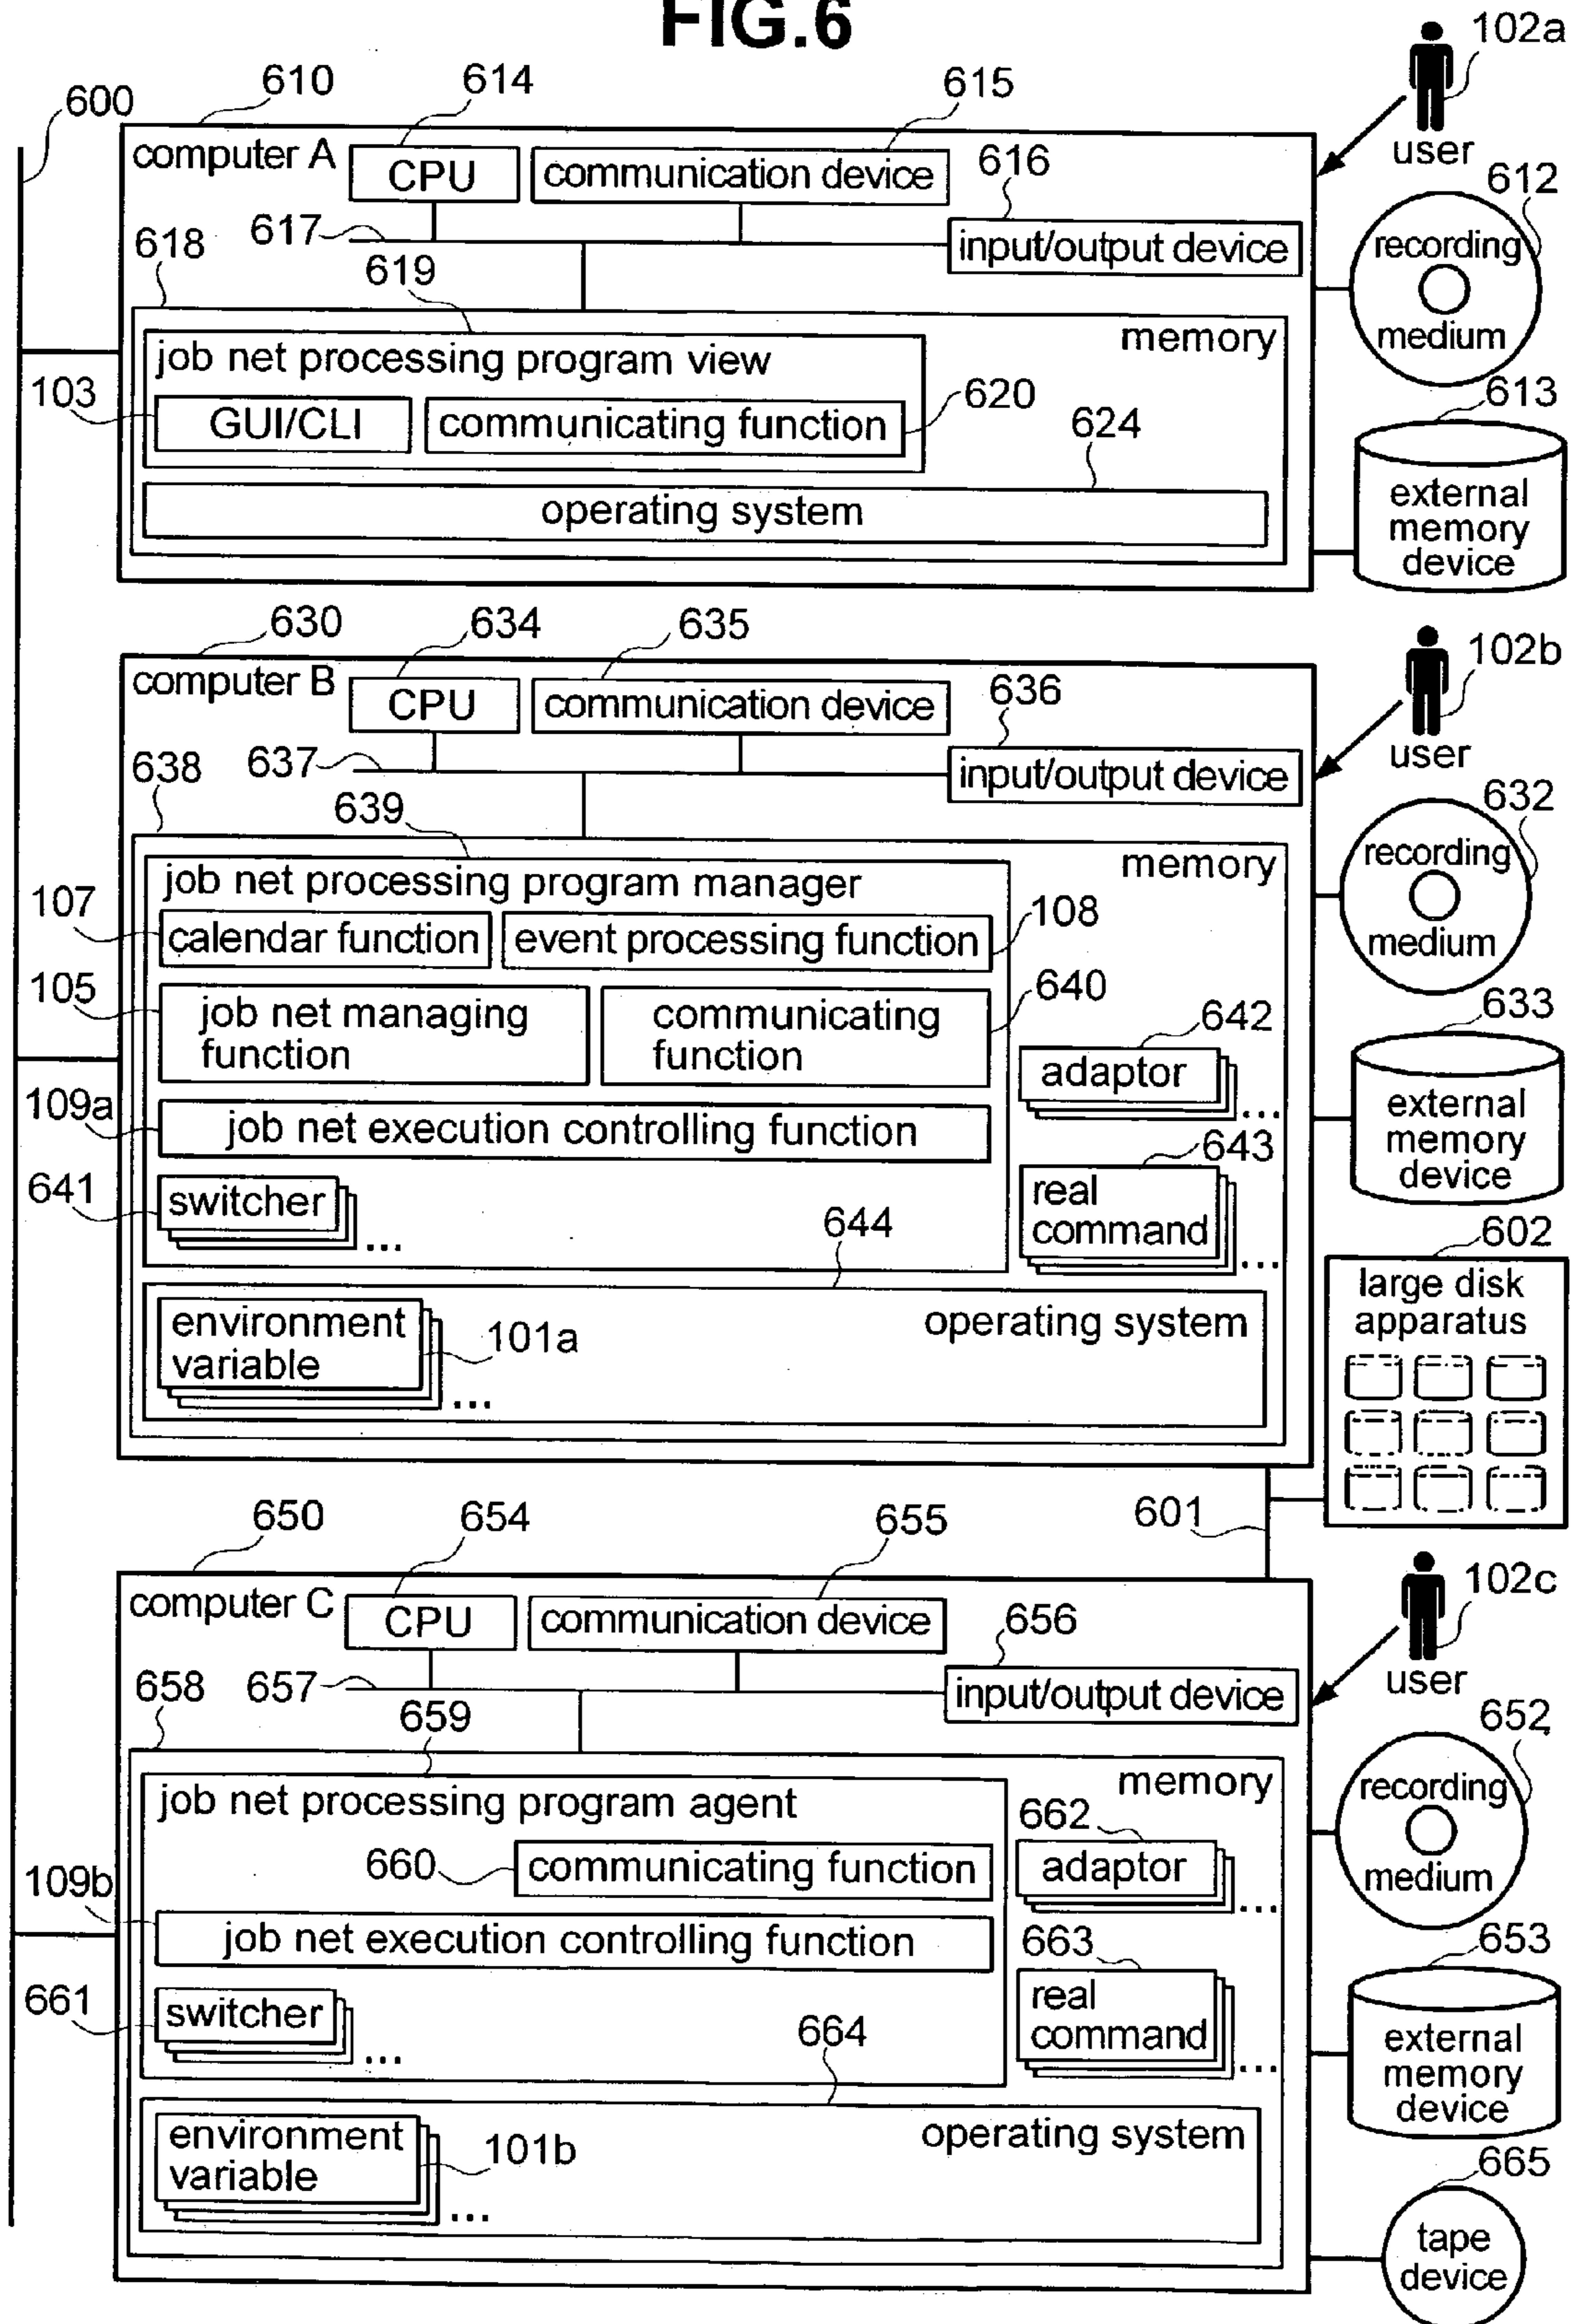 FIG.6
102a
610
614
615
600
computer A
CPU
communication device
616
user
612
617
618
619
input/output device
recording
medium
memory
job net processing program view
103
GUI/CLI
communicating function
620
624
613
operating system
external
memory
device
630
634
635
102b
computer B
CPU
communication device
636
user
637
638
639
input/output device
632
recording
medium
memory
job net processing program manager
107
calendar function
event processing function
108
105
job net managing
function
communicating
function
640
642
633
adaptor
...
109a
job net execution controlling function
643
external
memory
device
641
switcher
...
real
command
...
644
602
large disk
apparatus
environment
variable
101a
...
operating system
650
654
655
601
102c
computer C
CPU
communication device
656
user
658
657
659
input/output device
652
recording
medium
memory
job net processing program agent
662
660
communicating function
adaptor
...
109b
job net execution controlling function
663
653
661
switcher
...
664
real
command
...
external
memory
device
environment
variable
101b
...
operating system
665
tape
device